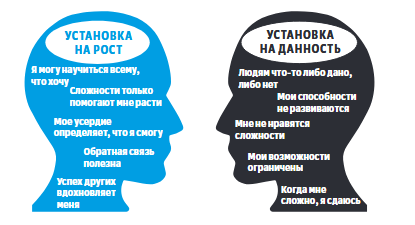 УСТАНОВКА
НА РОСТ
Я могу научиться всему,
что хочу
Сложности только
помогают мне расти
Мое усердие
определяет, что я смогу
Обратная связь
полезна
Успех других
вдохновляет
меня
УСТАНОВКА
НА ДАННОСТЬ
Людям что-то либо дано,
либо нет
Мои способности
не развиваются
Мне не нравятся
сложности
Мои возможности
ограничены
Когда мне
сложно, я сдаюсь